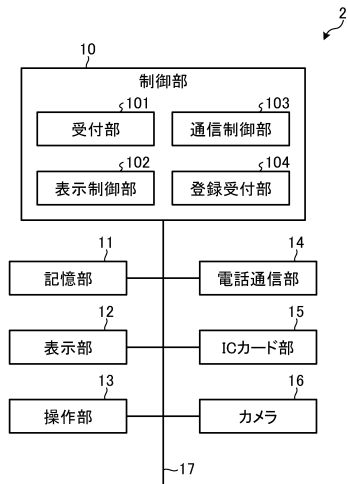 2
10
制御部
101
受付部
103
通信制御部
102
表示制御部
104
登録受付部
11
記憶部
14
電話通信部
12
表示部
15
ICカード部
13
操作部
16
カメラ
17